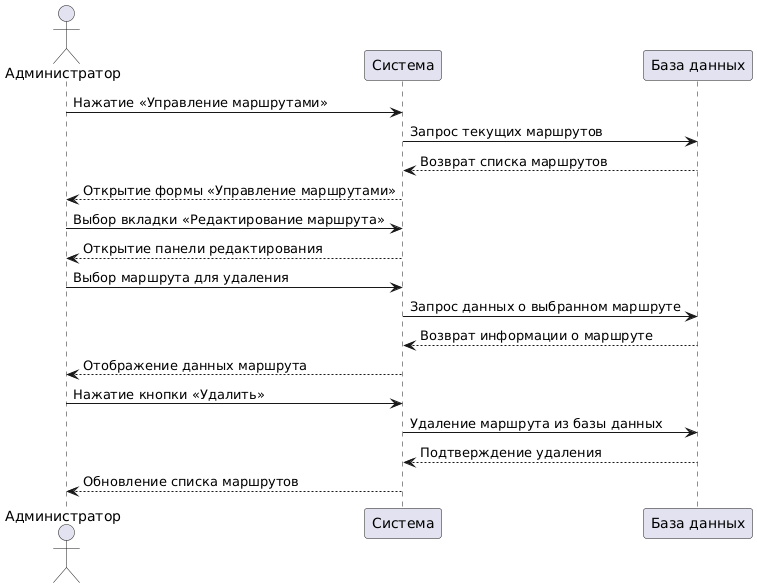 Администратор
Система
База данных
Нажатие «Управление маршрутами»
Запрос текущих маршрутов
Возврат списка маршрутов
Открытие формы «Управление маршрутами»
Выбор вкладки «Редактирование маршрута»
Открытие панели редактирования
Выбор маршрута для удаления
Запрос данных о выбранном маршруте
Возврат информации о маршруте
Отображение данных маршрута
Нажатие кнопки «Удалить»
Удаление маршрута из базы данных
Подтверждение удаления
Обновление списка маршрутов
Администратор
Система
База данных